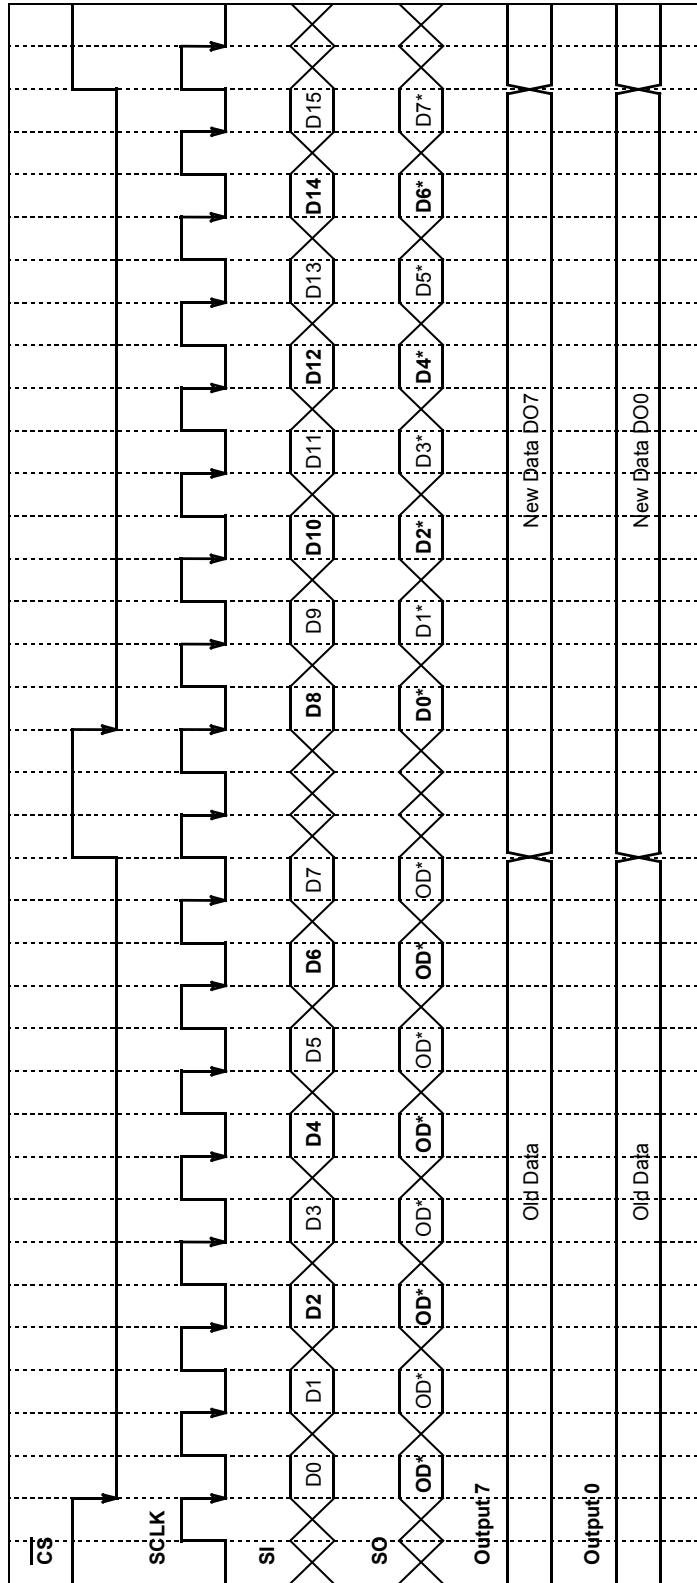 CS
SCLK
SI
D0 D1 D2 D3 D4 D5 D6 D7 D8 D9 D10 D11 D12 D13 D14 D15
SO
OD* OD* OD* OD* OD* OD* OD* OD* D0* D1* D2* D3* D4* D5* D6* D7*
Output 7
Old Data New Data DO7
Output 0
Old Data New Data DO0